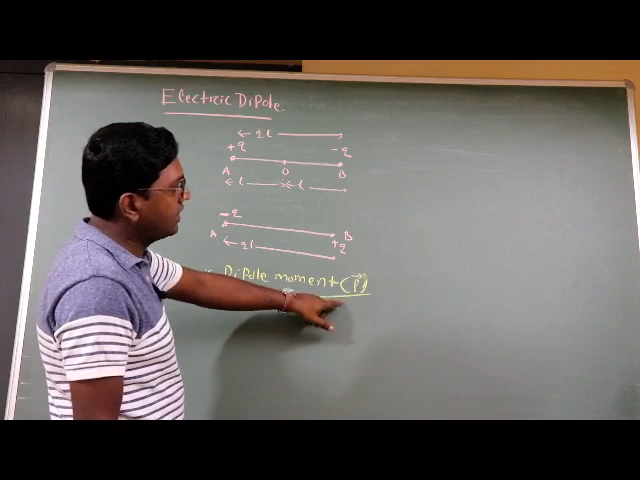 Electric Dipole
2l
+q -q
A O B
l l
-q
A B
2l +q
Dipole moment (p⃗)